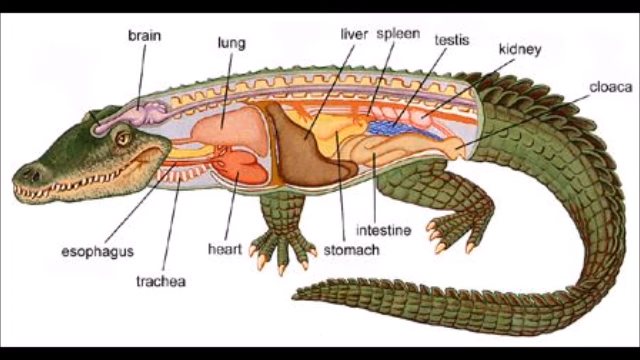 brain
lung
liver
spleen
testis
kidney
cloaca
esophagus
trachea
heart
stomach
intestine